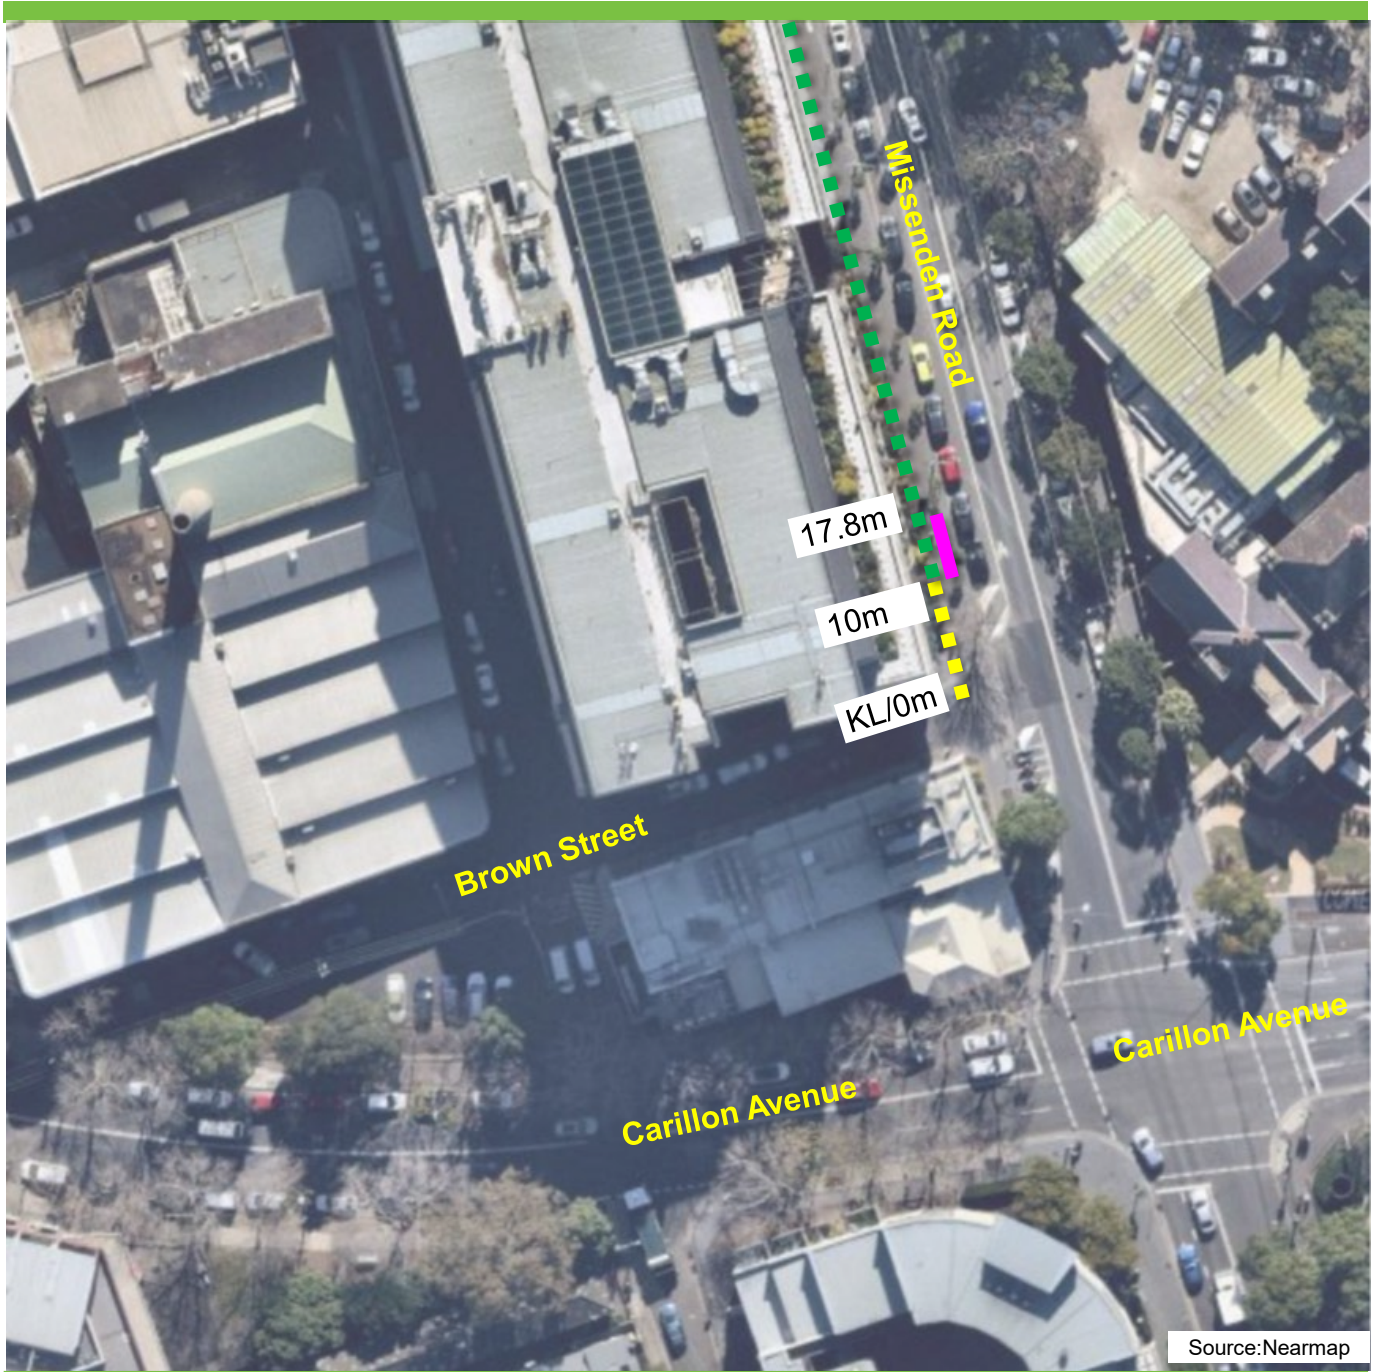 Missenden Road
17.8m
10m
KL/0m
Brown Street
Carillon Avenue
Carillon Avenue
Source:Nearmap